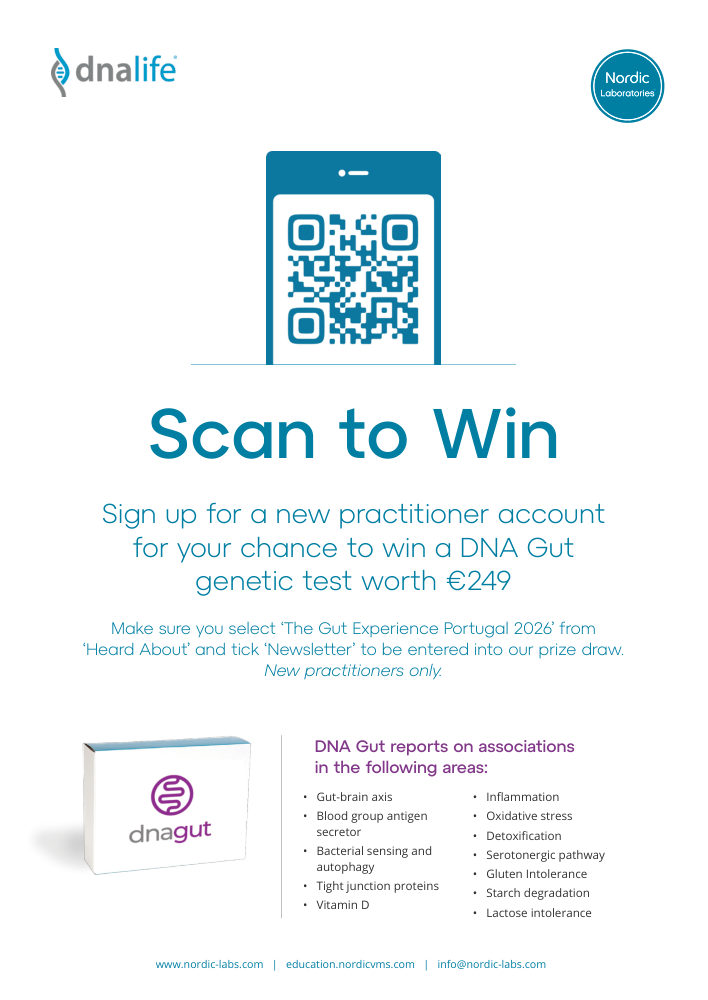 dnalife®
Nordic
Laboratories
Scan to Win
Sign up for a new practitioner account
for your chance to win a DNA Gut
genetic test worth €249
Make sure you select ‘The Gut Experience Portugal 2026’ from
‘Heard About’ and tick ‘Newsletter’ to be entered into our prize draw.
New practitioners only.
dnagut
DNA Gut reports on associations
in the following areas:
• Gut-brain axis
• Blood group antigen
secretor
• Bacterial sensing and
autophagy
• Tight junction proteins
• Vitamin D
• Inflammation
• Oxidative stress
• Detoxification
• Serotonergic pathway
• Gluten Intolerance
• Starch degradation
• Lactose intolerance
www.nordic-labs.com | education.nordicvms.com | info@nordic-labs.com